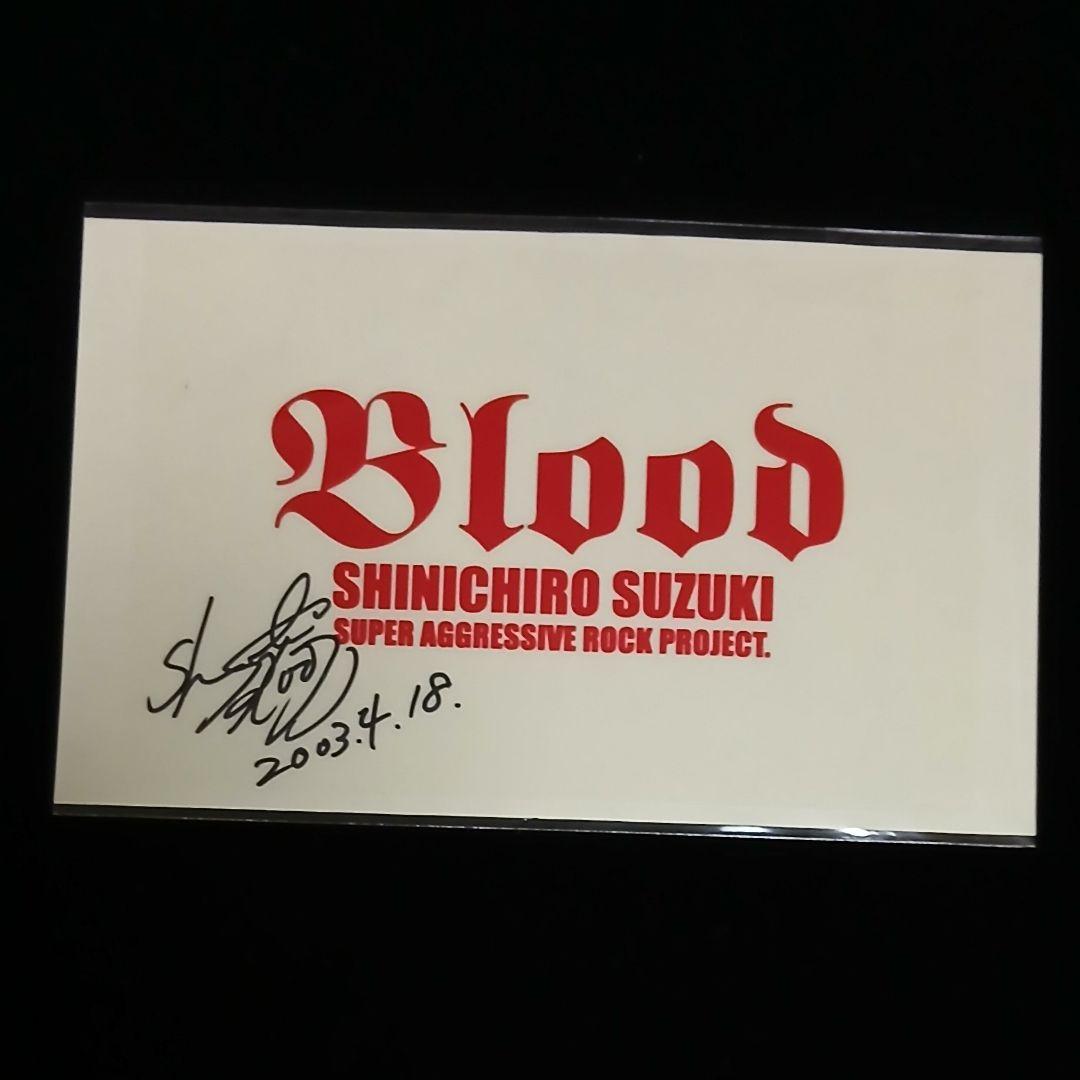 Blood
SHINICHIRO SUZUKI
SUPER AGGRESSIVE ROCK PROJECT.
2003.4.18.